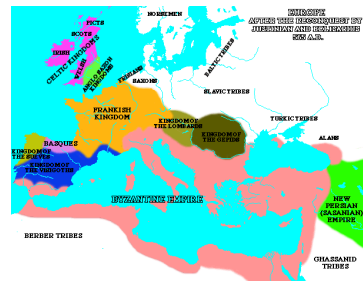 EUROPE
AFTER THE RECONQUEST BY
JUSTINIAN AND BELISARIUS
565 A.D.
NORSEMEN
PICTS
SCOTS
IRISH
CELTIC KINGDOMS
WELSH
ANGLO SAXON
KINGDOMS
FRISIANS
SAXONS
BALTIC TRIBES
SLAVIC TRIBES
FRANKISH
KINGDOM
KINGDOM OF
THE LOMBARDS
KINGDOM OF
THE GEPIDS
TURKIC TRIBES
ALANS
BASQUES
KINGDOM OF
THE SUEVES
KINGDOM OF
THE VISIGOTHS
BYZANTINE EMPIRE
NEW
PERSIAN
(SASANIAN)
EMPIRE
BERBER TRIBES
GHASSANID
TRIBES